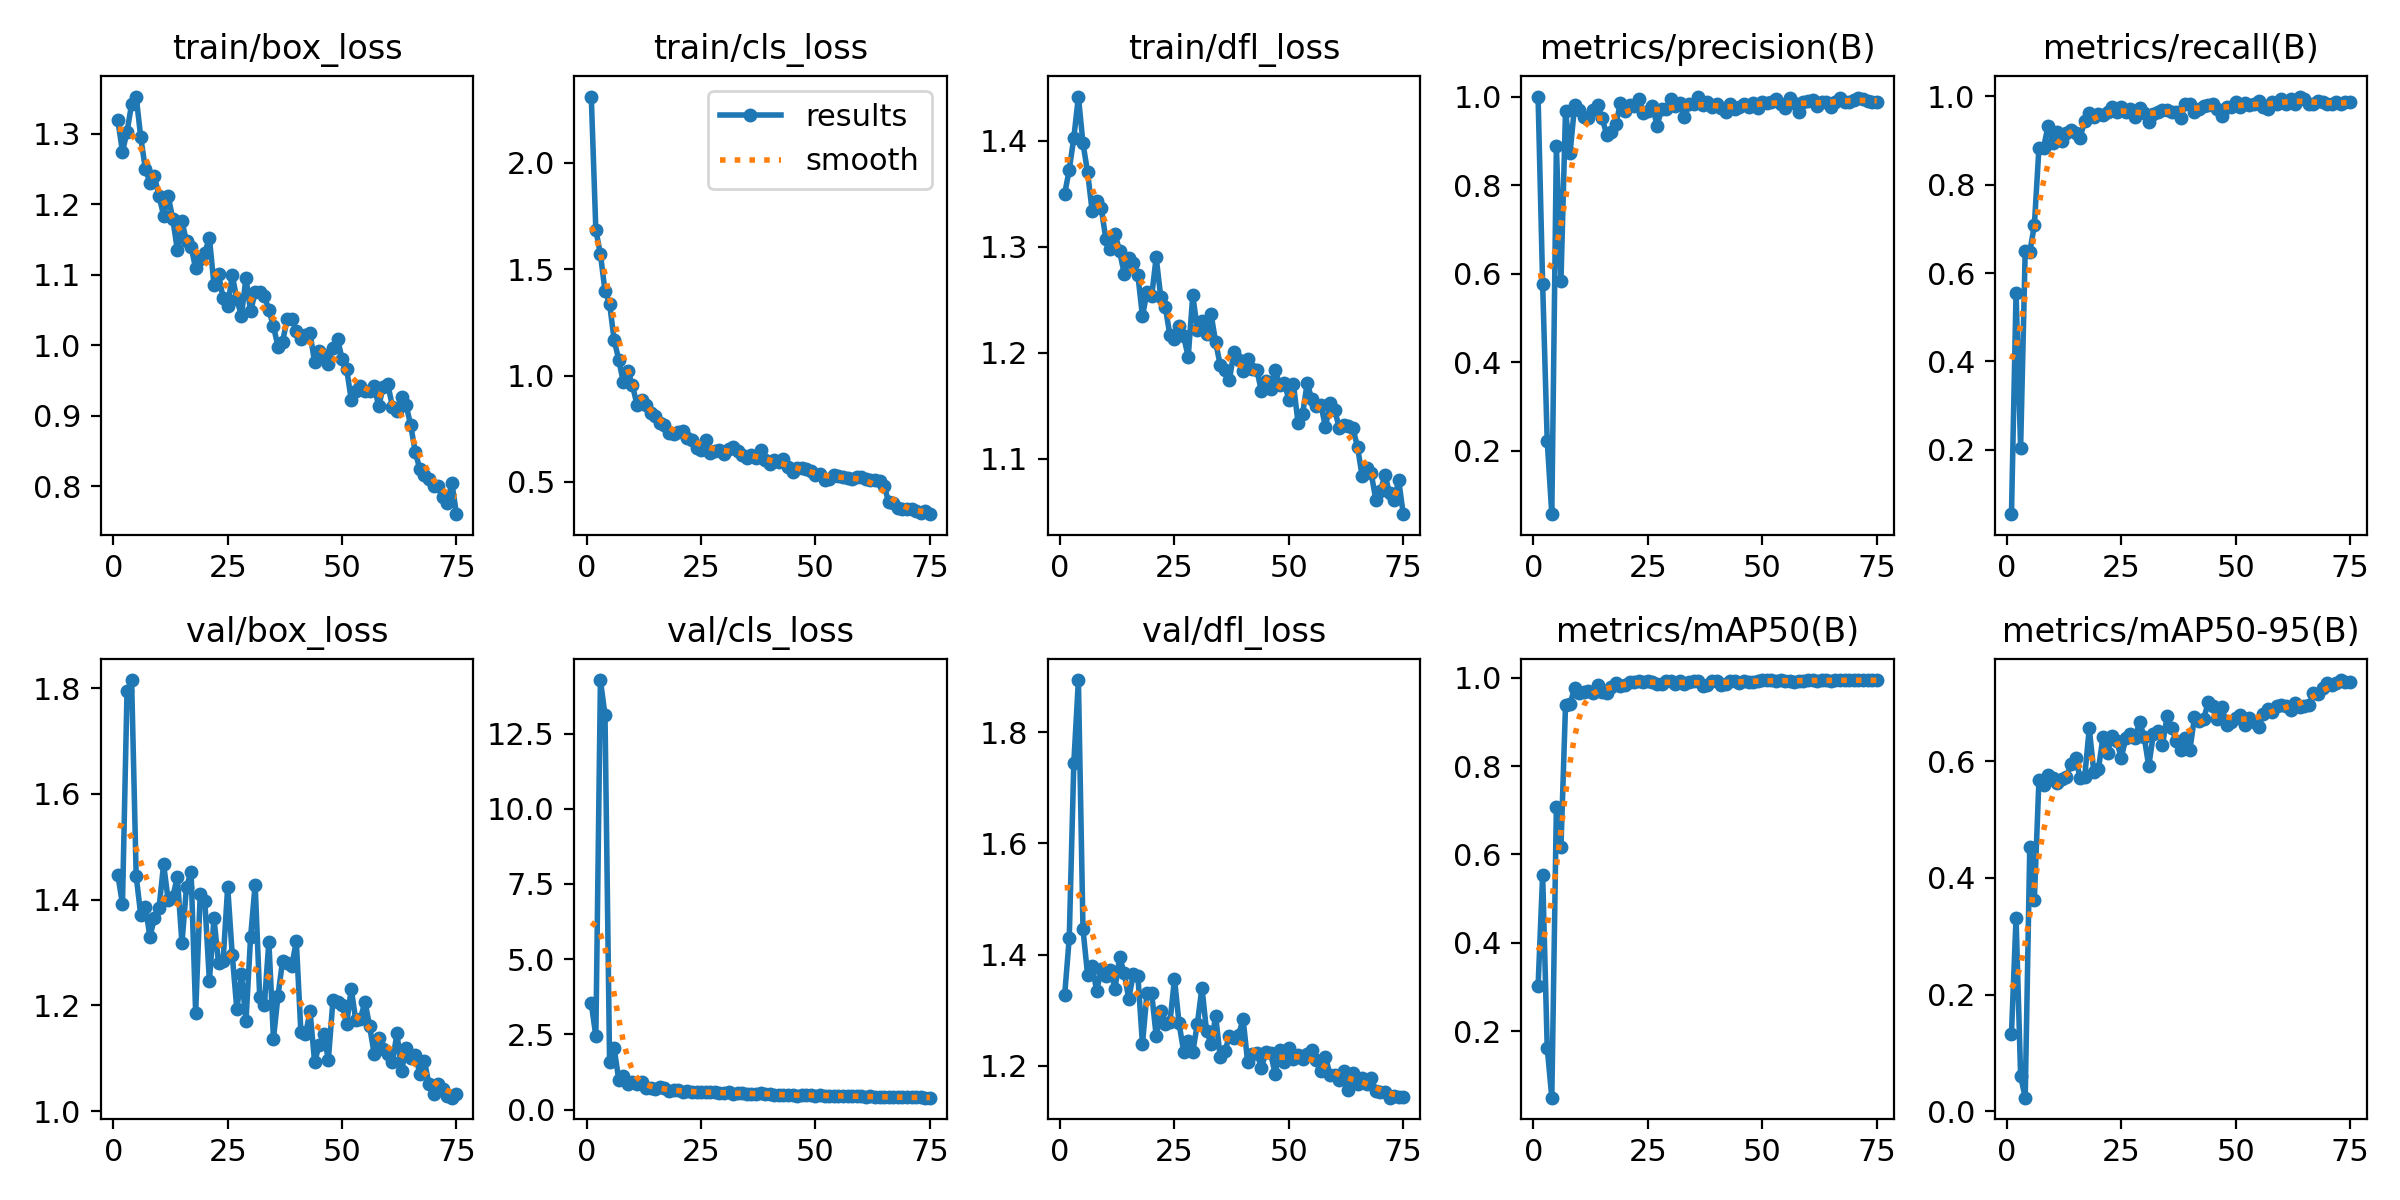 train/box_loss
1.3
1.2
1.1
1.0
0.9
0.8
0 25 50 75
train/cls_loss
results
smooth
2.0
1.5
1.0
0.5
0 25 50 75
train/dfl_loss
1.4
1.3
1.2
1.1
0 25 50 75
metrics/precision(B)
1.0
0.8
0.6
0.4
0.2
0 25 50 75
metrics/recall(B)
1.0
0.8
0.6
0.4
0.2
0 25 50 75
val/box_loss
1.8
1.6
1.4
1.2
1.0
0 25 50 75
val/cls_loss
12.5
10.0
7.5
5.0
2.5
0.0
0 25 50 75
val/dfl_loss
1.8
1.6
1.4
1.2
0 25 50 75
metrics/mAP50(B)
1.0
0.8
0.6
0.4
0.2
0 25 50 75
metrics/mAP50-95(B)
0.6
0.4
0.2
0.0
0 25 50 75